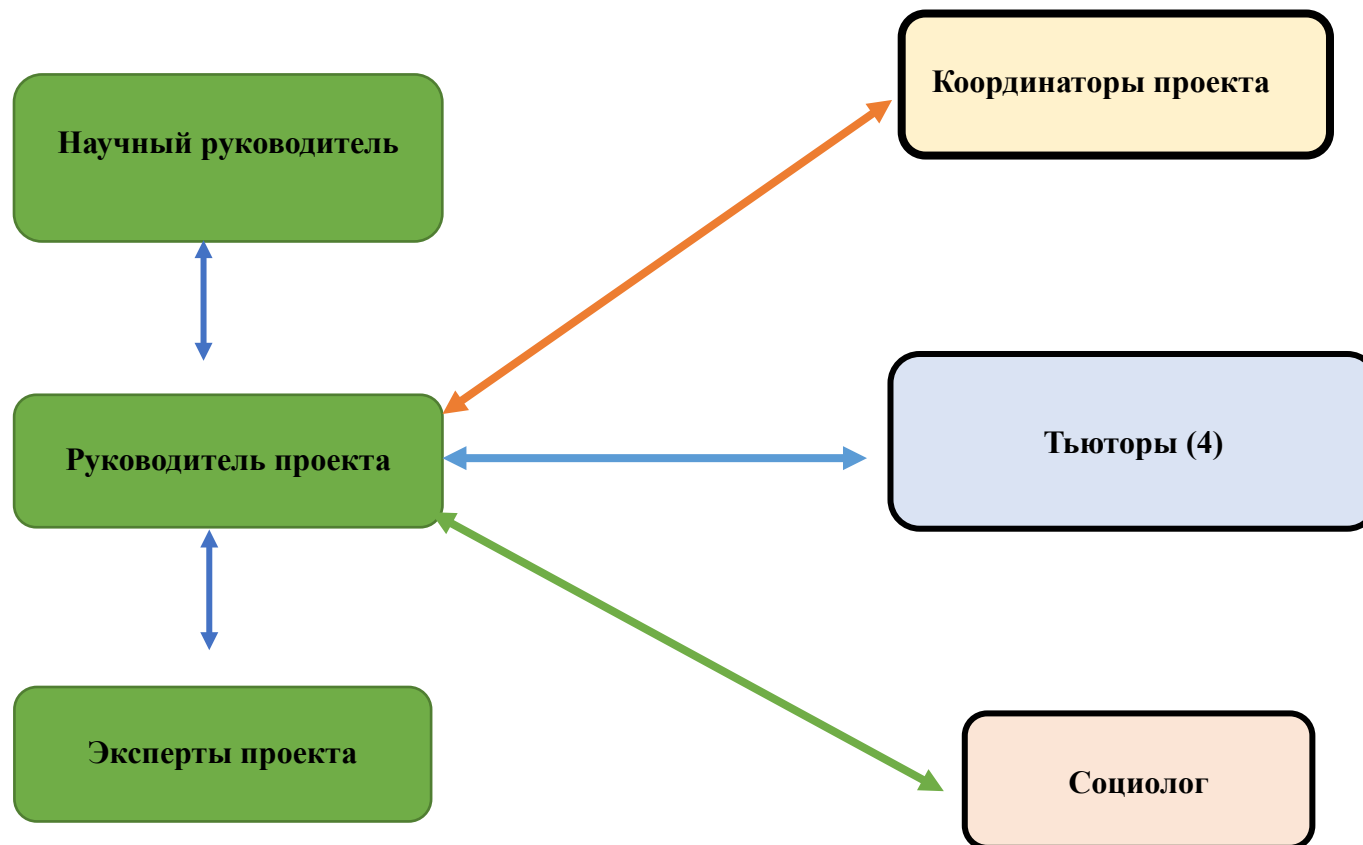 Координаторы проекта
Научный руководитель
Руководитель проекта
Тьюторы (4)
Эксперты проекта
Социолог